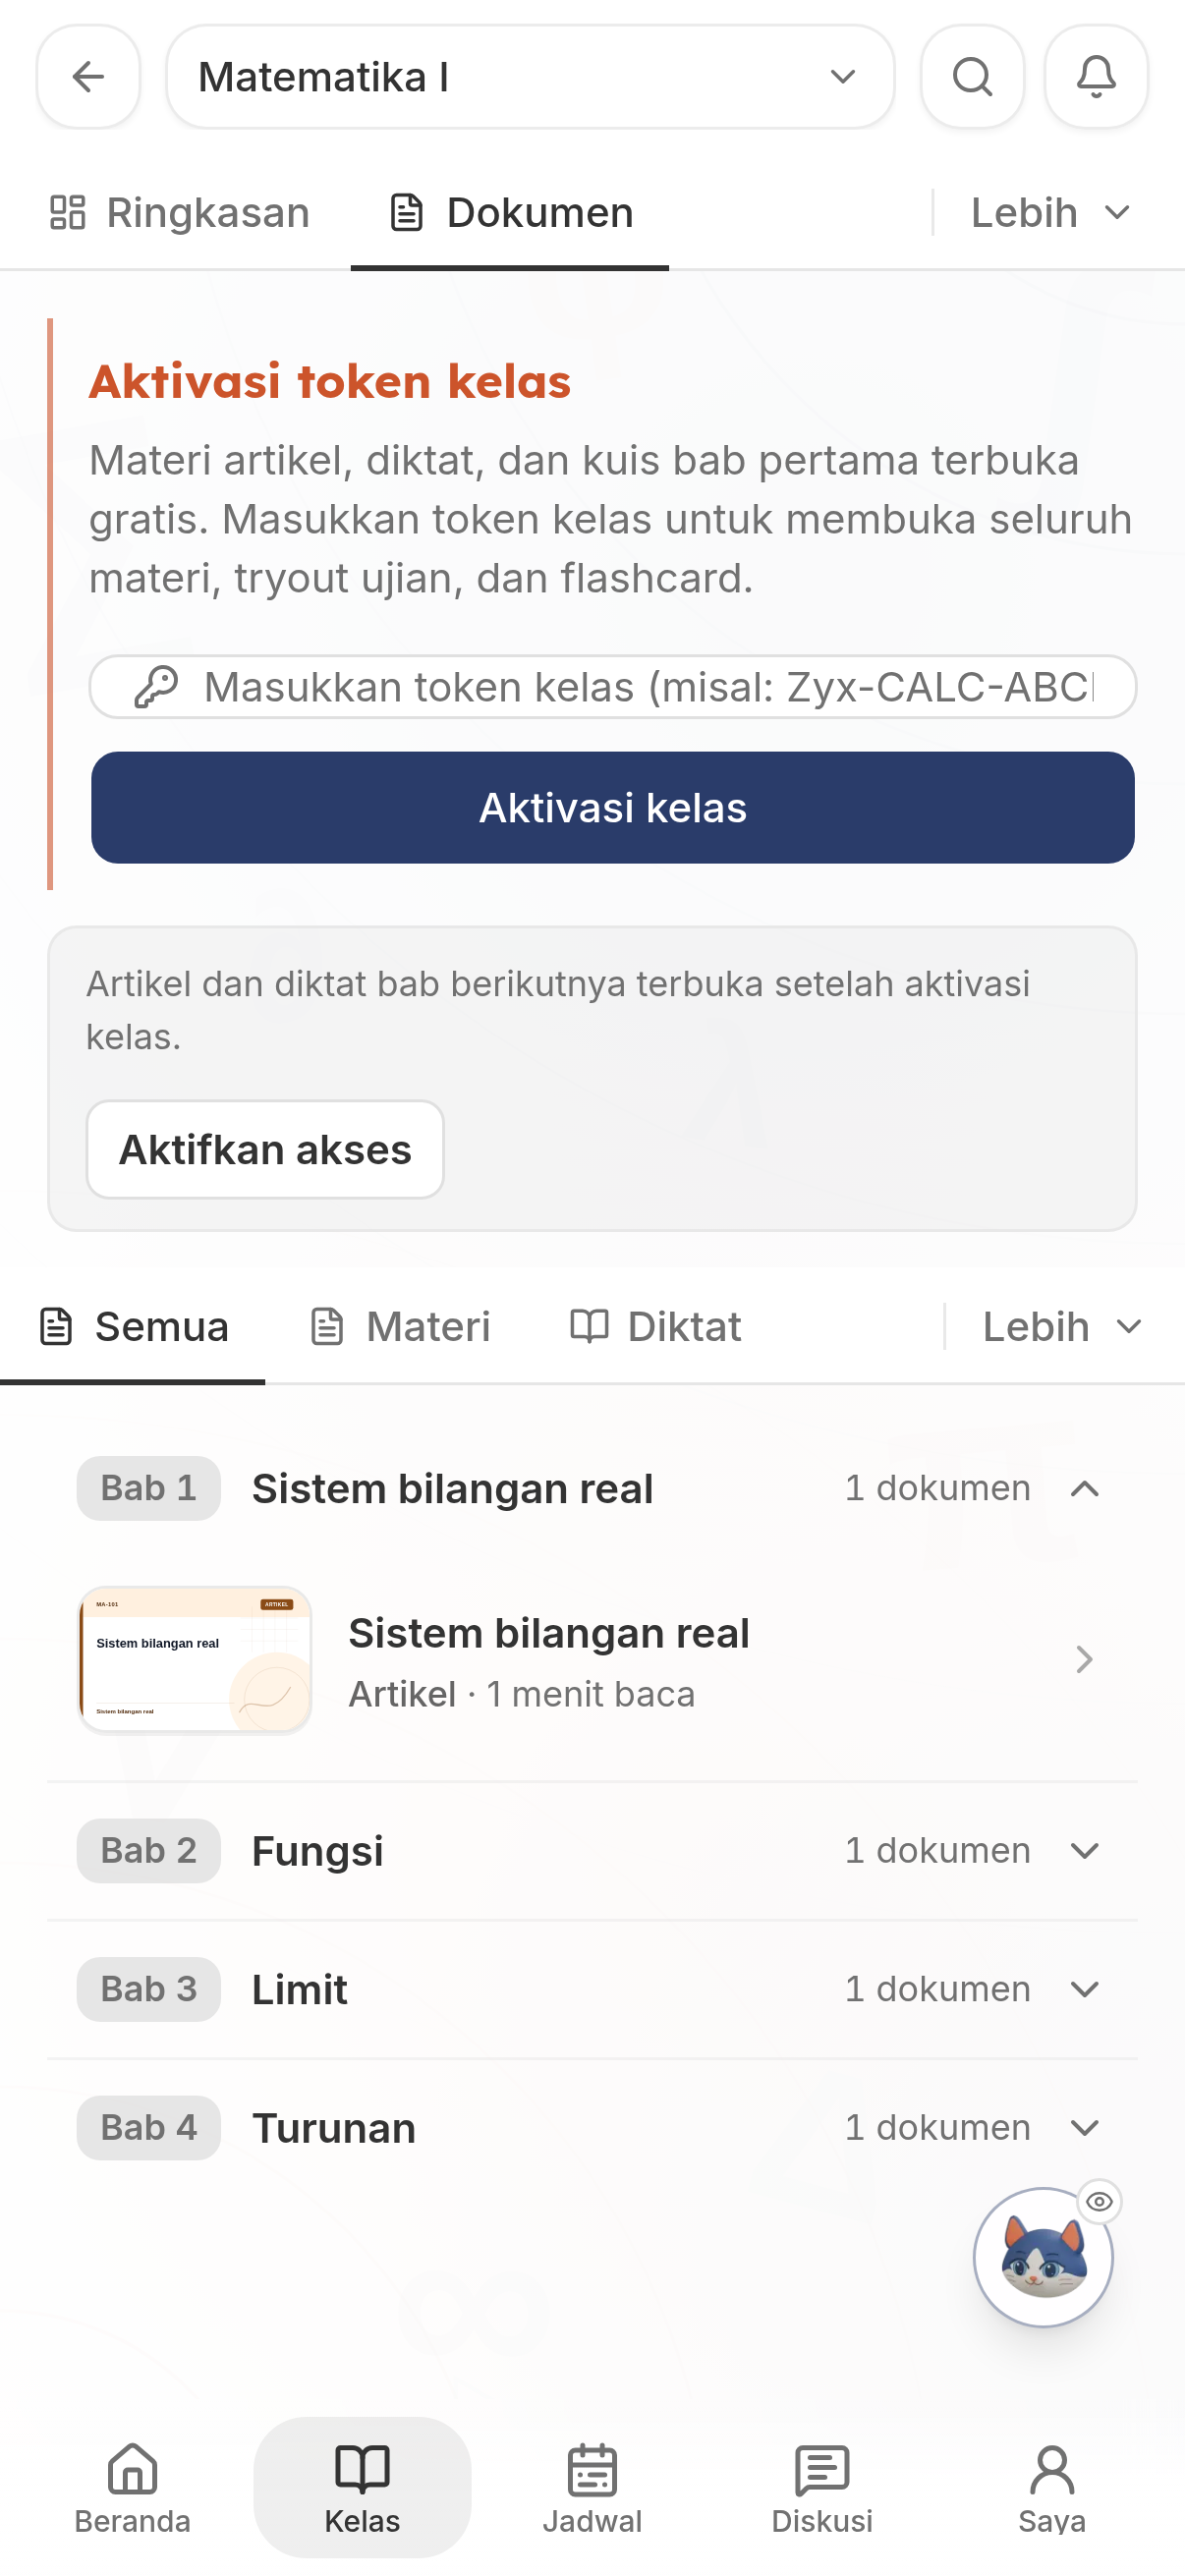 Matematika I
Ringkasan
Dokumen
Lebih
Aktivasi token kelas
Materi artikel, diktat, dan kuis bab pertama terbuka
gratis. Masukkan token kelas untuk membuka seluruh
materi, tryout ujian, dan flashcard.
Masukkan token kelas (misal: Zyx-CALC-ABC
Aktivasi kelas
Artikel dan diktat bab berikutnya terbuka setelah aktivasi
kelas.
Aktifkan akses
Semua
Materi
Diktat
Lebih
Bab 1
Sistem bilangan real
1 dokumen
MA-101
ARTIKEL
Sistem bilangan real
Sistem bilangan real
Sistem bilangan real
Artikel · 1 menit baca
Bab 2
Fungsi
1 dokumen
Bab 3
Limit
1 dokumen
Bab 4
Turunan
1 dokumen
Beranda
Kelas
Jadwal
Diskusi
Saya